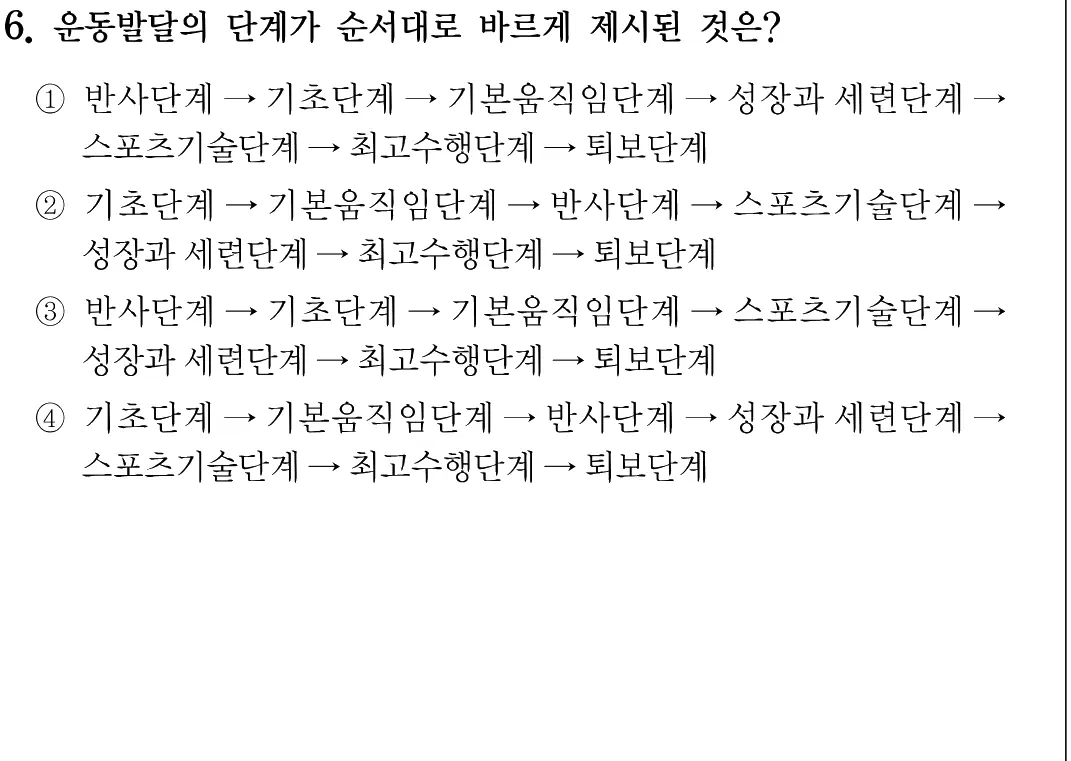 6. 운동발달의 단계가 순서대로 바르게 제시된 것은?
① 반사단계 → 기초단계 → 기본움직임단계 → 성장과 세련단계 →
스포츠기술단계 → 최고수행단계 → 퇴보단계
② 기초단계 → 기본움직임단계 → 반사단계 → 스포츠기술단계 →
성장과 세련단계 → 최고수행단계 → 퇴보단계
③ 반사단계 → 기초단계 → 기본움직임단계 → 스포츠기술단계 →
성장과 세련단계 → 최고수행단계 → 퇴보단계
④ 기초단계 → 기본움직임단계 → 반사단계 → 성장과 세련단계 →
스포츠기술단계 → 최고수행단계 → 퇴보단계